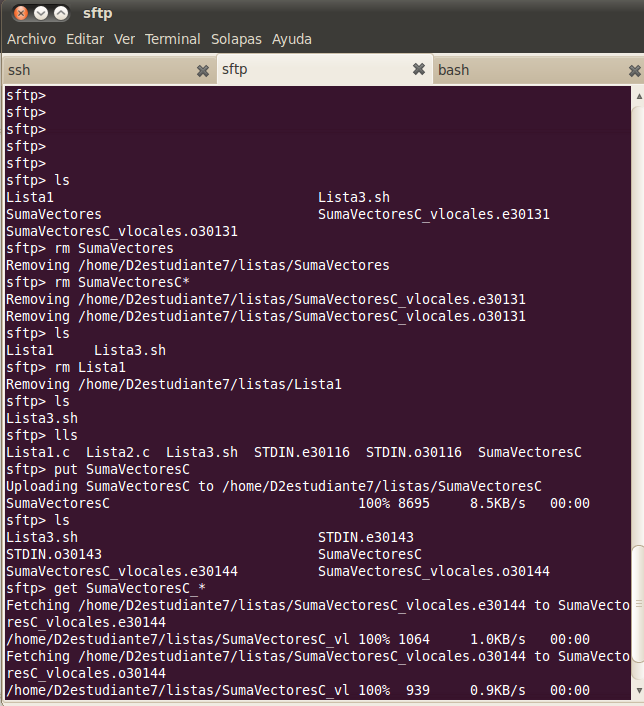 sftp
Archivo Editar Ver Terminal Solapas Ayuda
ssh sftp bash
sftp>
sftp>
sftp>
sftp>
sftp>
sftp> ls
Lista1 Lista3.sh
SumaVectores SumaVectoresC_vlocales.e30131
SumaVectoresC_vlocales.o30131
sftp> rm SumaVectores
Removing /home/D2estudiante7/listas/SumaVectores
sftp> rm SumaVectoresC*
Removing /home/D2estudiante7/listas/SumaVectoresC_vlocales.e30131
Removing /home/D2estudiante7/listas/SumaVectoresC_vlocales.o30131
sftp> ls
Lista1 Lista3.sh
sftp> rm Lista1
Removing /home/D2estudiante7/listas/Lista1
sftp> ls
Lista3.sh
sftp> lls
Lista1.c Lista2.c Lista3.sh STDIN.e30116 STDIN.o30116 SumaVectoresC
sftp> put SumaVectoresC
Uploading SumaVectoresC to /home/D2estudiante7/listas/SumaVectoresC
SumaVectoresC 100% 8695 8.5KB/s 00:00
sftp> ls
Lista3.sh STDIN.e30143
STDIN.o30143 SumaVectoresC
SumaVectoresC_vlocales.e30144 SumaVectoresC_vlocales.o30144
sftp> get SumaVectoresC_*
Fetching /home/D2estudiante7/listas/SumaVectoresC_vlocales.e30144 to SumaVecto
resC_vlocales.e30144
/home/D2estudiante7/listas/SumaVectoresC_vl 100% 1064 1.0KB/s 00:00
Fetching /home/D2estudiante7/listas/SumaVectoresC_vlocales.o30144 to SumaVecto
resC_vlocales.o30144
/home/D2estudiante7/listas/SumaVectoresC_vl 100% 939 0.9KB/s 00:00